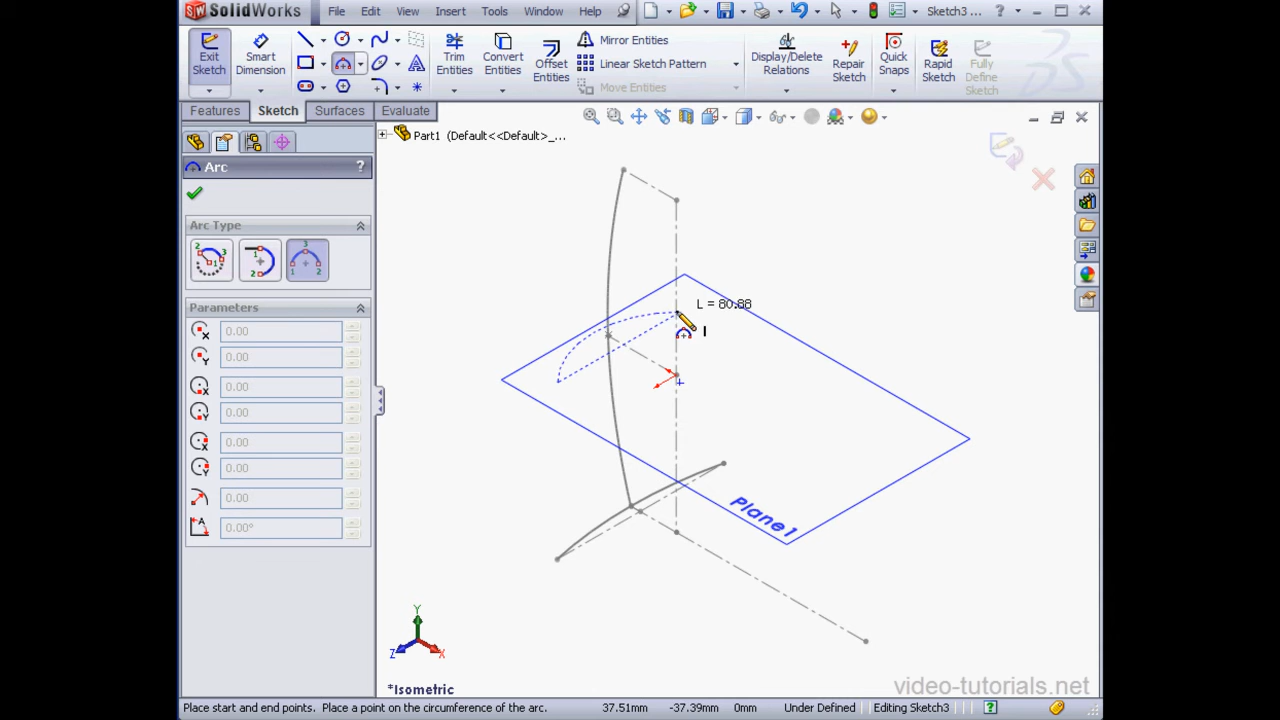 SolidWorks File Edit View Insert Tools Window Help Sketch3 ...
Exit Sketch
Smart Dimension
Trim Entities
Convert Entities
Offset Entities
Mirror Entities
Linear Sketch Pattern
Move Entities
Display/Delete Relations
Repair Sketch
Quick Snaps
Rapid Sketch
Fully Define Sketch
Features Sketch Surfaces Evaluate
Part1 (Default<<Default>_...
Arc ?
Arc Type
Parameters
0.00
0.00
0.00
0.00
0.00
0.00
0.00
0.00°
L = 80.88
Plane1
Y
Z X
*Isometric
video-tutorials.net
Place start and end points. Place a point on the circumference of the arc. 37.51mm -37.39mm 0mm Under Defined Editing Sketch3 ?